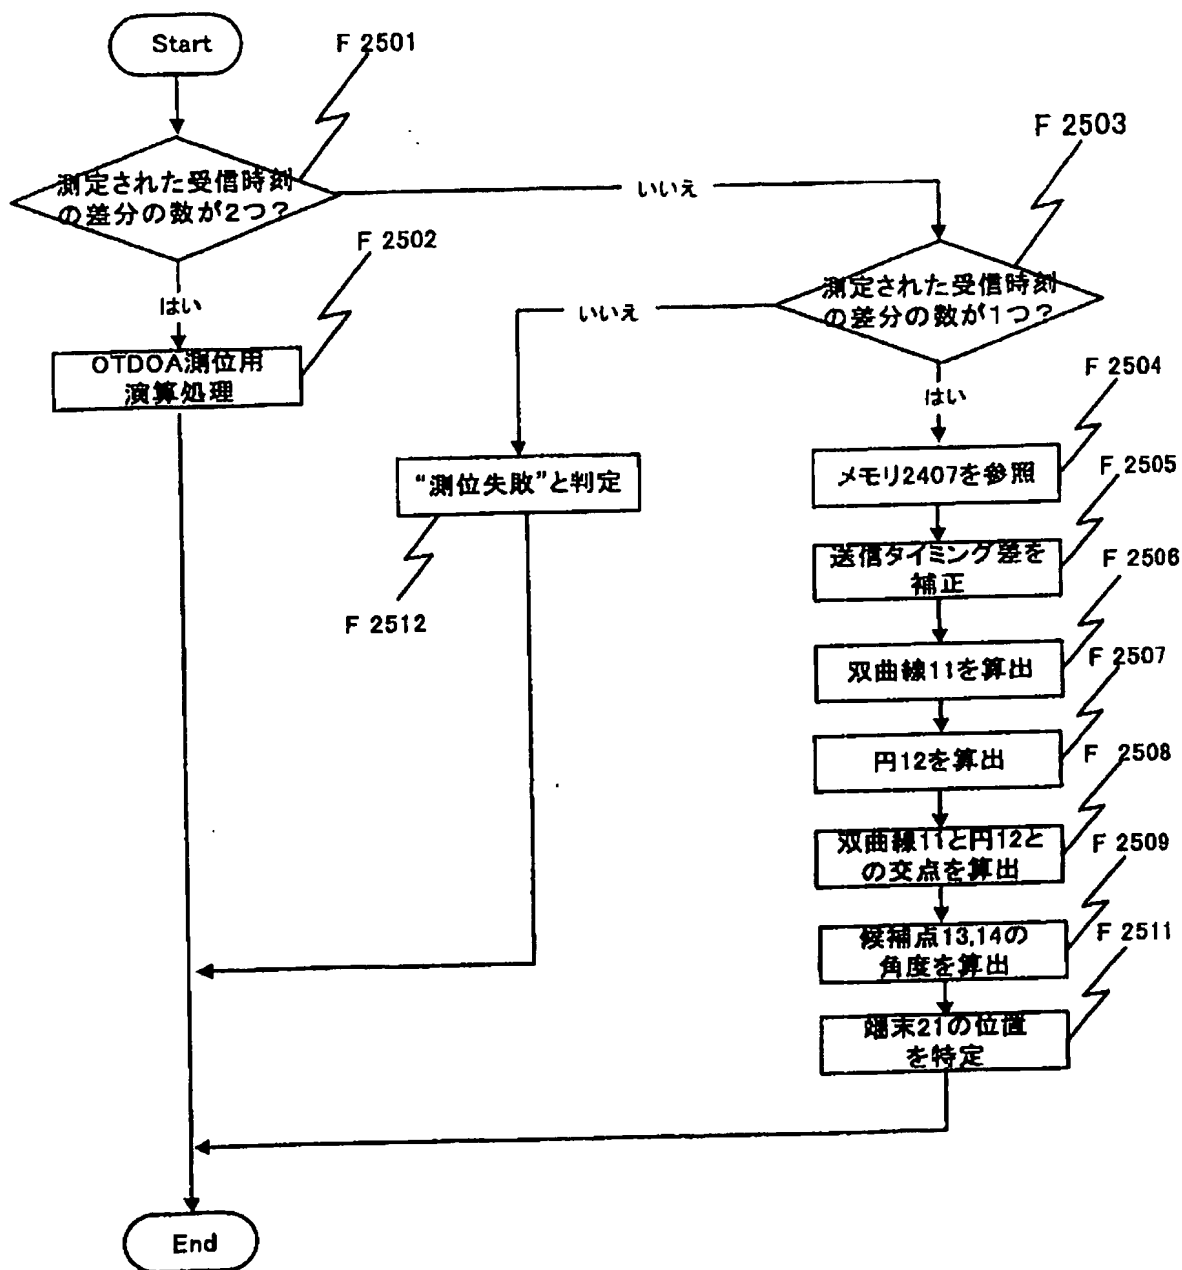 Start
F 2501
測定された受信時刻
の差分の数が2つ?
いいえ
F 2503
F 2502
はい
測定された受信時刻
の差分の数が1つ?
いいえ
OTDOA測位用
演算処理
はい
F 2504
メモリ2407を参照
F 2505
“測位失敗”と判定
送信タイミング差を
補正
F 2506
F 2512
双曲線11を算出
F 2507
円12を算出
F 2508
双曲線11と円12と
の交点を算出
F 2509
候補点13,14の
角度を算出
F 2511
端末21の位置
を特定
End